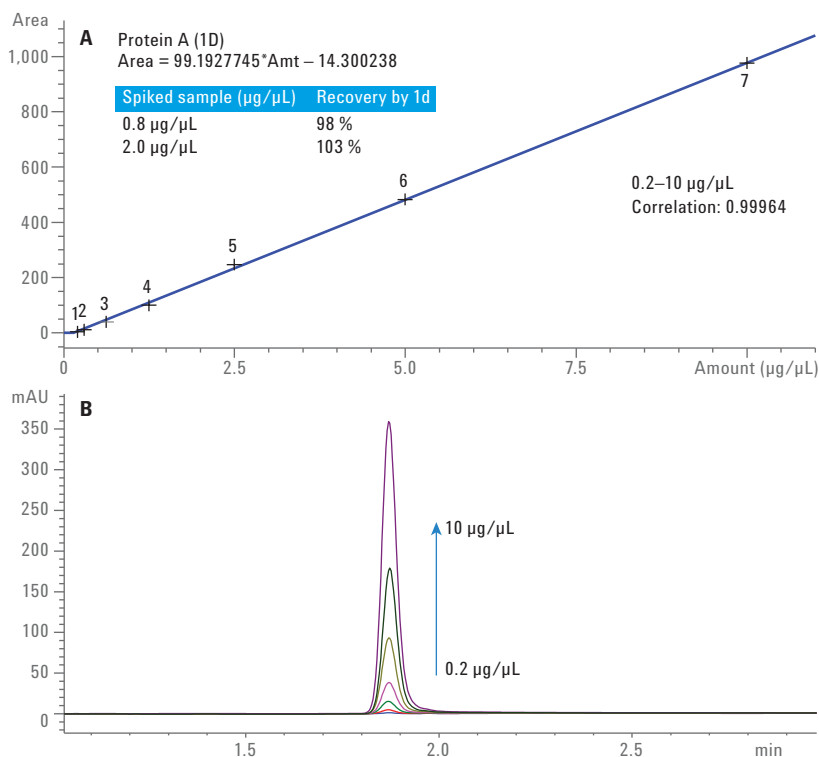 Area
A
Protein A (1D)
Area = 99.1927745*Amt – 14.300238
Spiked sample (µg/µL) Recovery by 1d
0.8 µg/µL 98 %
2.0 µg/µL 103 %
1,000
800
600
400
200
0
1 2 3 4 5 6 7
0.2–10 µg/µL
Correlation: 0.99964
0 2.5 5.0 7.5 Amount (µg/µL)
mAU
B
350
300
250
200
150
100
50
0
10 µg/µL
0.2 µg/µL
1.5 2.0 2.5 min